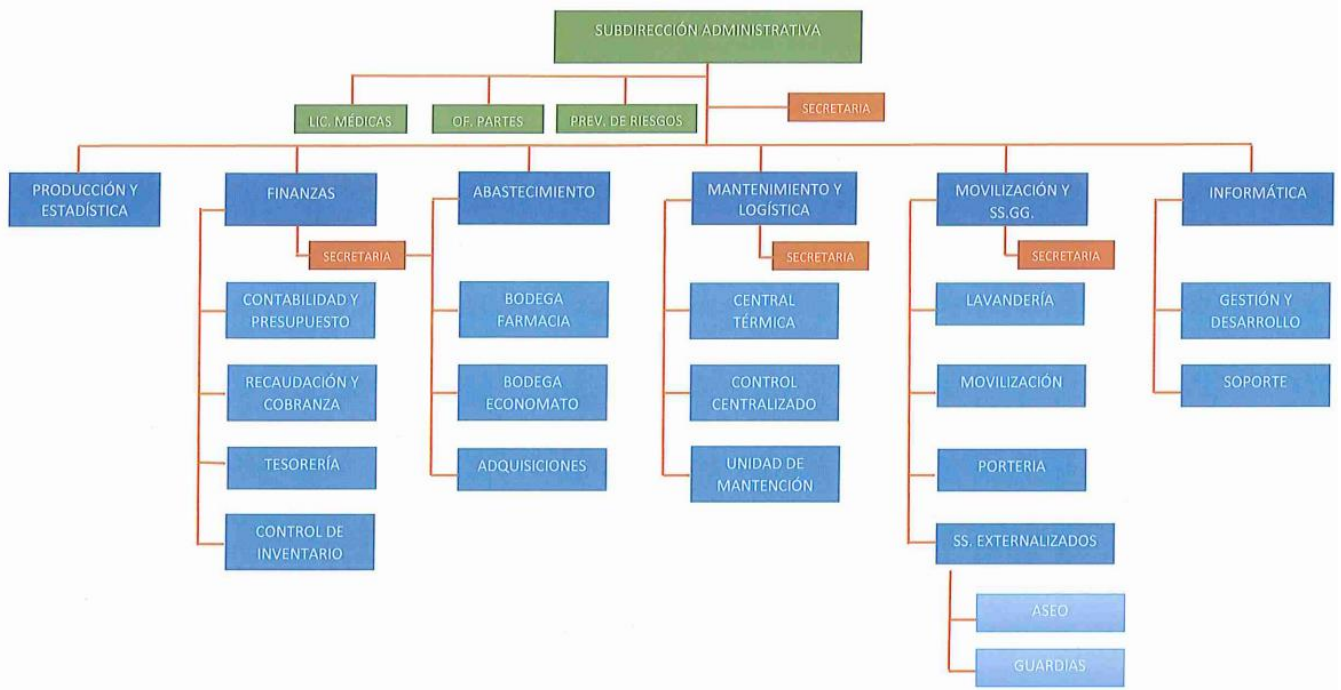 SUBDIRECCIÓN ADMINISTRATIVA
LIC. MÉDICAS
OF. PARTES
PREV. DE RIESGOS
SECRETARIA
PRODUCCIÓN Y
ESTADÍSTICA
FINANZAS
ABASTECIMIENTO
MANTENIMIENTO Y
LOGÍSTICA
MOVILIZACIÓN Y
SS.GG.
INFORMÁTICA
SECRETARIA
SECRETARIA
SECRETARIA
CONTABILIDAD Y
PRESUPUESTO
BODEGA
FARMACIA
CENTRAL
TÉRMICA
LAVANDERÍA
GESTIÓN Y
DESARROLLO
RECAUDACIÓN Y
COBRANZA
BODEGA
ECONOMATO
CONTROL
CENTRALIZADO
MOVILIZACIÓN
SOPORTE
TESORERÍA
ADQUISICIONES
UNIDAD DE
MANTENCIÓN
PORTERIA
CONTROL DE
INVENTARIO
SS. EXTERNALIZADOS
ASEO
GUARDIAS